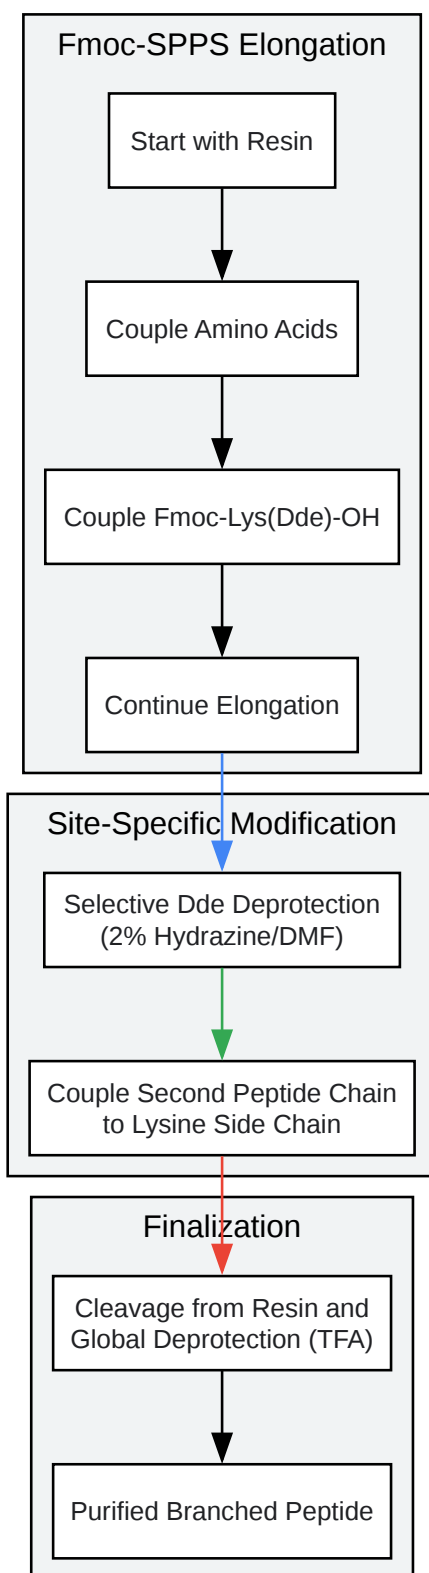 Fmoc-SPPS Elongation
Start with Resin
Couple Amino Acids
Couple Fmoc-Lys(Dde)-OH
Continue Elongation
Site-Specific Modification
Selective Dde Deprotection
(2% Hydrazine/DMF)
Couple Second Peptide Chain
to Lysine Side Chain
Finalization
Cleavage from Resin and
Global Deprotection (TFA)
Purified Branched Peptide